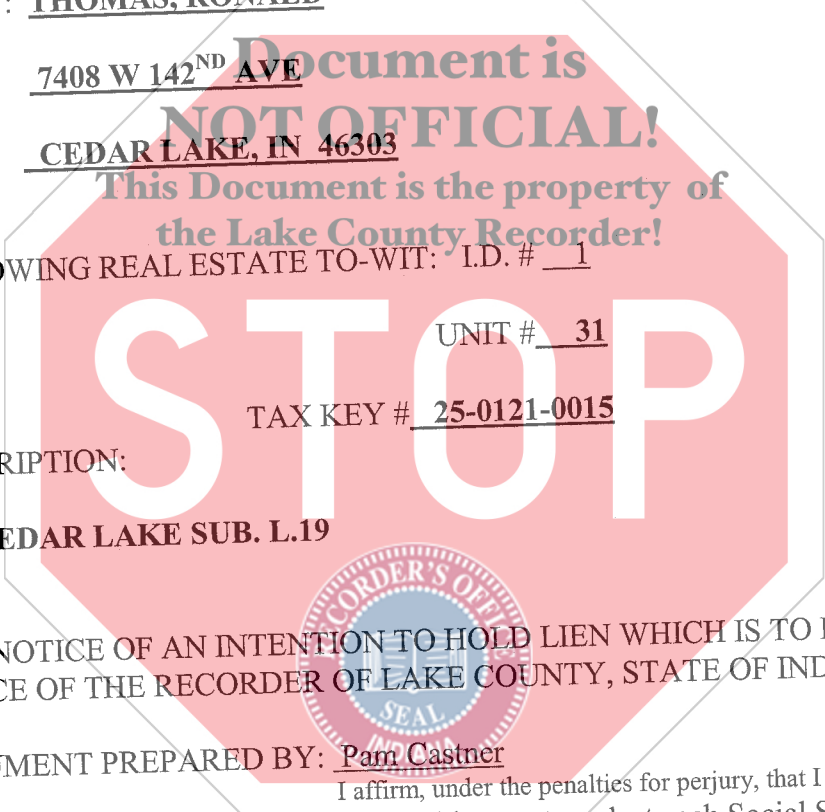 : THOMAS, RONALD
7408 W 142ND AVE
CEDAR LAKE, IN 46303
Document is
NOT OFFICIAL!
This Document is the property of
the Lake County Recorder!
OWING REAL ESTATE TO-WIT: I.D. # 1
UNIT # 31
TAX KEY # 25-0121-0015
RIPTION:
EDAR LAKE SUB. L.19
STOP
NOTICE OF AN INTENTION TO HOLD LIEN WHICH IS TO
CE OF THE RECORDER OF LAKE COUNTY, STATE OF IND
RECORDER'S OFFICE
SEAL
INDIANA
UMENT PREPARED BY: Pam Castner
I affirm, under the penalties for perjury, that I